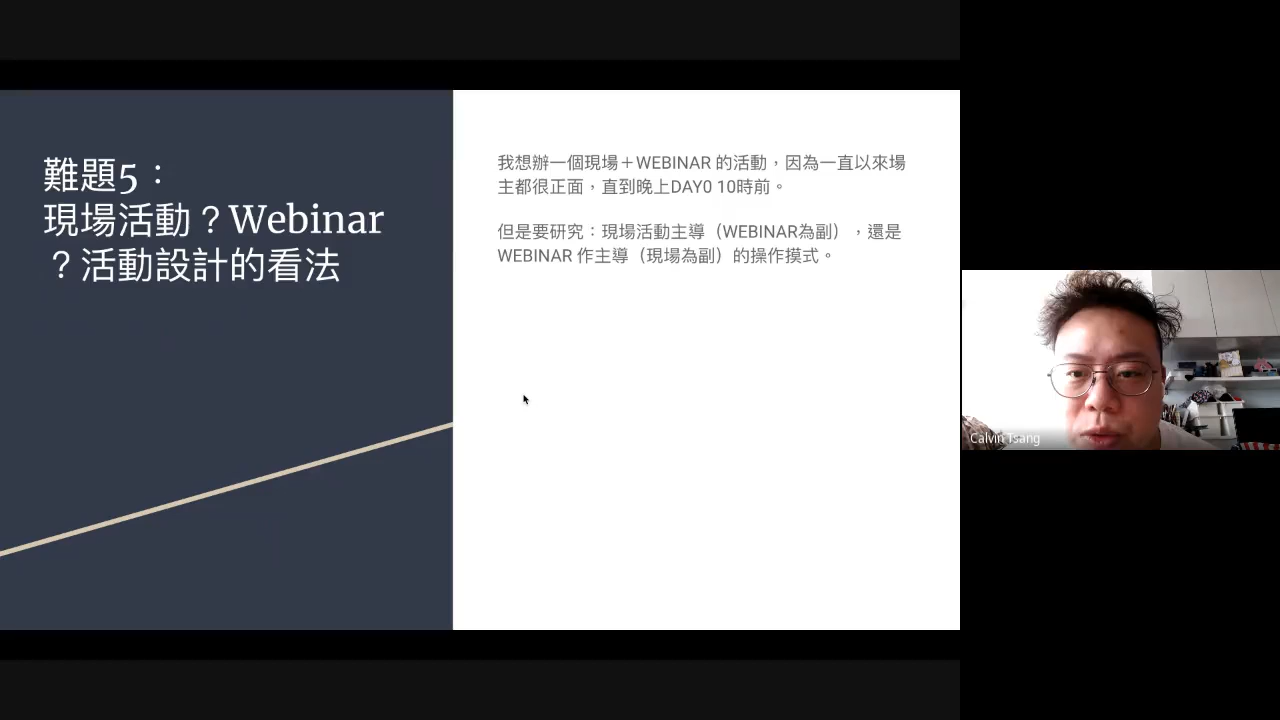 難題5：
現場活動？Webinar
？活動設計的看法
我想辦一個現場＋WEBINAR 的活動，因為一直以來場
主都很正面，直到晚上DAY0 10時前。
但是要研究：現場活動主導（WEBINAR為副），還是
WEBINAR 作主導（現場為副）的操作摸式。
Calvin Tsang